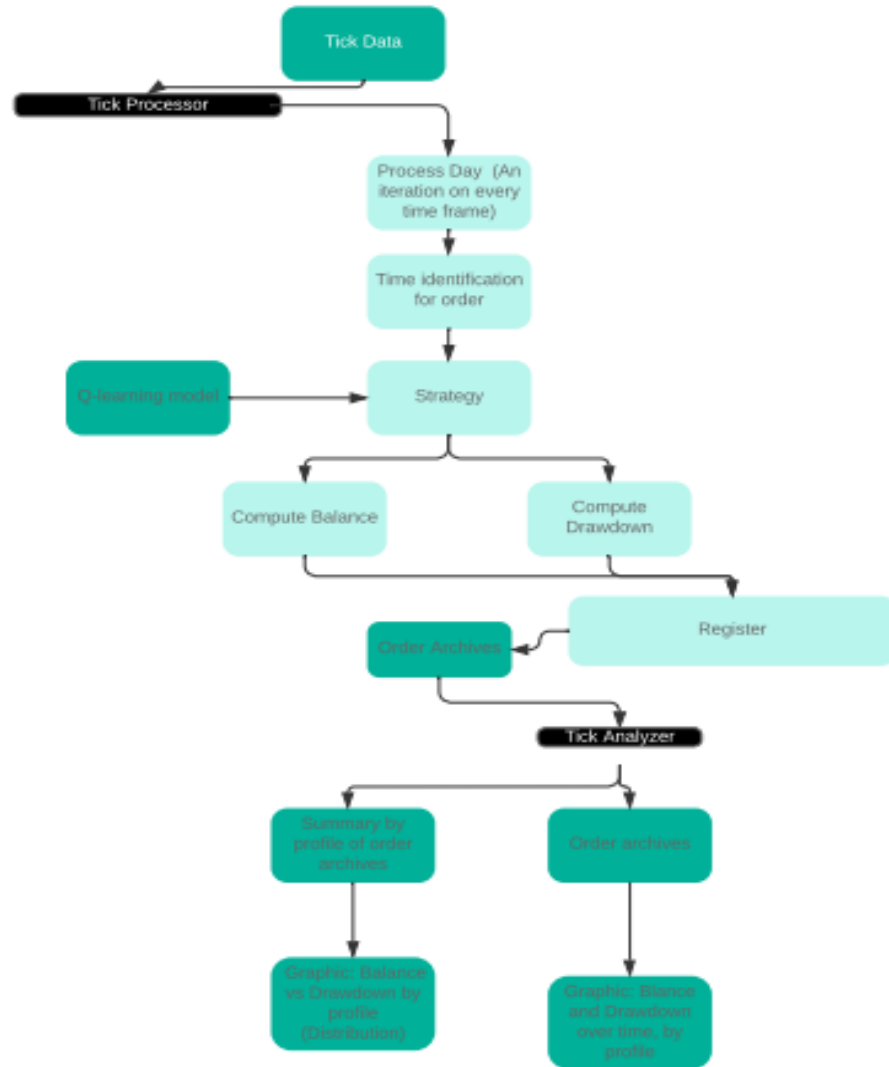 Tick Data
Tick Processor
Process Day (An
iteration on every
time frame)
Time identification
for order
Q-learning model
Strategy
Compute Balance
Compute
Drawdown
Register
Order Archives
Tick Analyzer
Summary by
profile of order
archives
Order archives
Graphic: Balance
vs Drawdown by
profile
(Distribution)
Graphic: Blance
and Drawdown
over time, by
profile